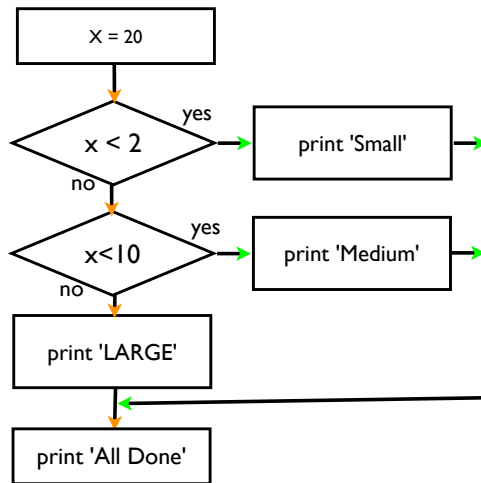 X = 20
yes
x < 2
print 'Small'
no
yes
x<10
print 'Medium'
no
print 'LARGE'
print 'All Done'